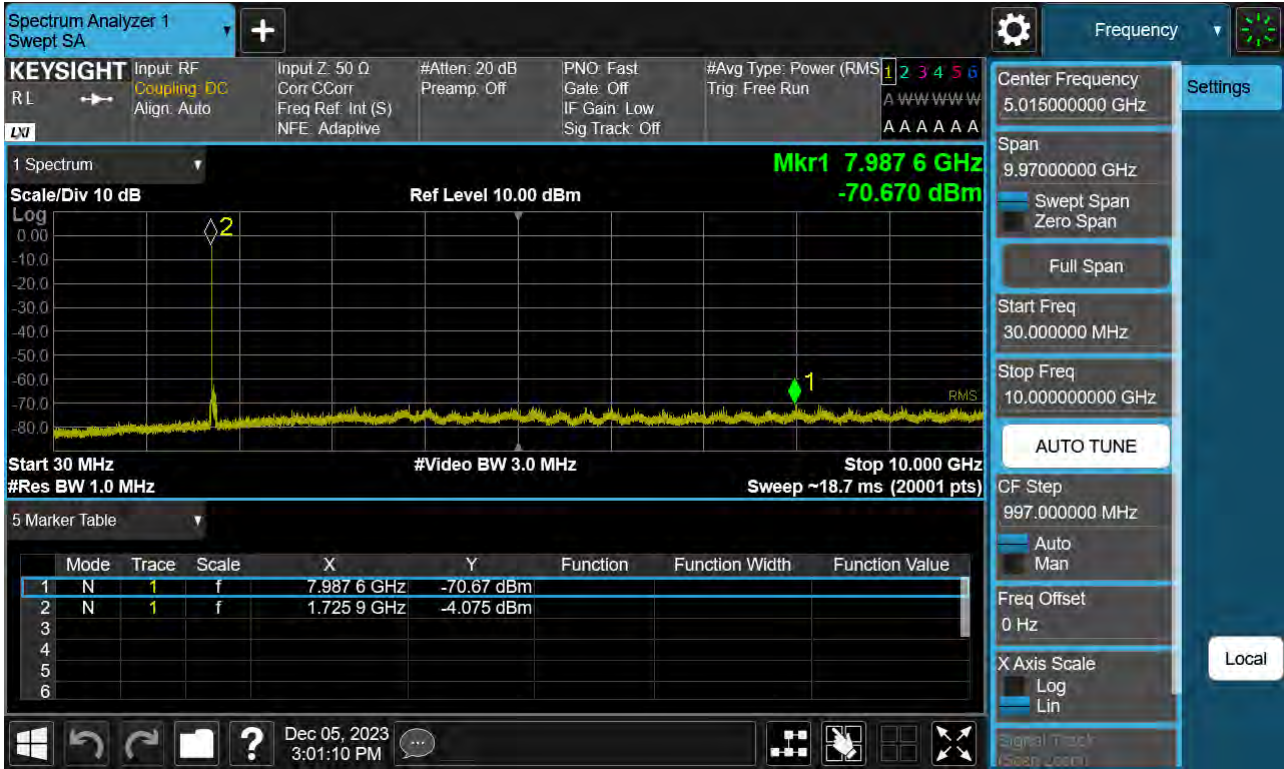 Spectrum Analyzer 1
Swept SA
+
Frequency
KEYSIGHT
RL
LXI
Input: RF
Coupling: DC
Align: Auto
Input Z: 50 Ω
Corr CCorr
Freq Ref: Int (S)
NFE: Adaptive
#Atten: 20 dB
Preamp: Off
PNO: Fast
Gate: Off
IF Gain: Low
Sig Track: Off
#Avg Type: Power (RMS
Trig: Free Run
1 2 3 4 5 6
A W W W W W
A A A A A A
1 Spectrum
Mkr1 7.987 6 GHz
-70.670 dBm
Scale/Div 10 dB
Ref Level 10.00 dBm
Log
0.00
-10.0
-20.0
-30.0
-40.0
-50.0
-60.0
-70.0
-80.0
2
1
RMS
Start 30 MHz
#Video BW 3.0 MHz
Stop 10.000 GHz
#Res BW 1.0 MHz
Sweep ~18.7 ms (20001 pts)
5 Marker Table
Mode Trace Scale X Y Function Function Width Function Value
1 N 1 f 7.987 6 GHz -70.67 dBm
2 N 1 f 1.725 9 GHz -4.075 dBm
3
4
5
6
?
Dec 05, 2023
3:01:10 PM
Center Frequency
5.015000000 GHz
Settings
Span
9.97000000 GHz
Swept Span
Zero Span
Full Span
Start Freq
30.000000 MHz
Stop Freq
10.000000000 GHz
AUTO TUNE
CF Step
997.000000 MHz
Auto
Man
Freq Offset
0 Hz
X Axis Scale
Log
Lin
Local
Signal Track
(Span Zoom)